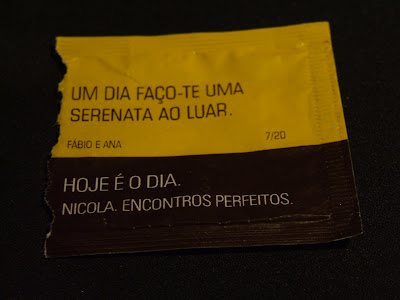 UM DIA FAÇO-TE UMA
SERENATA AO LUAR.
FÁBIO E ANA 7/20
HOJE É O DIA.
NICOLA. ENCONTROS PERFEITOS.